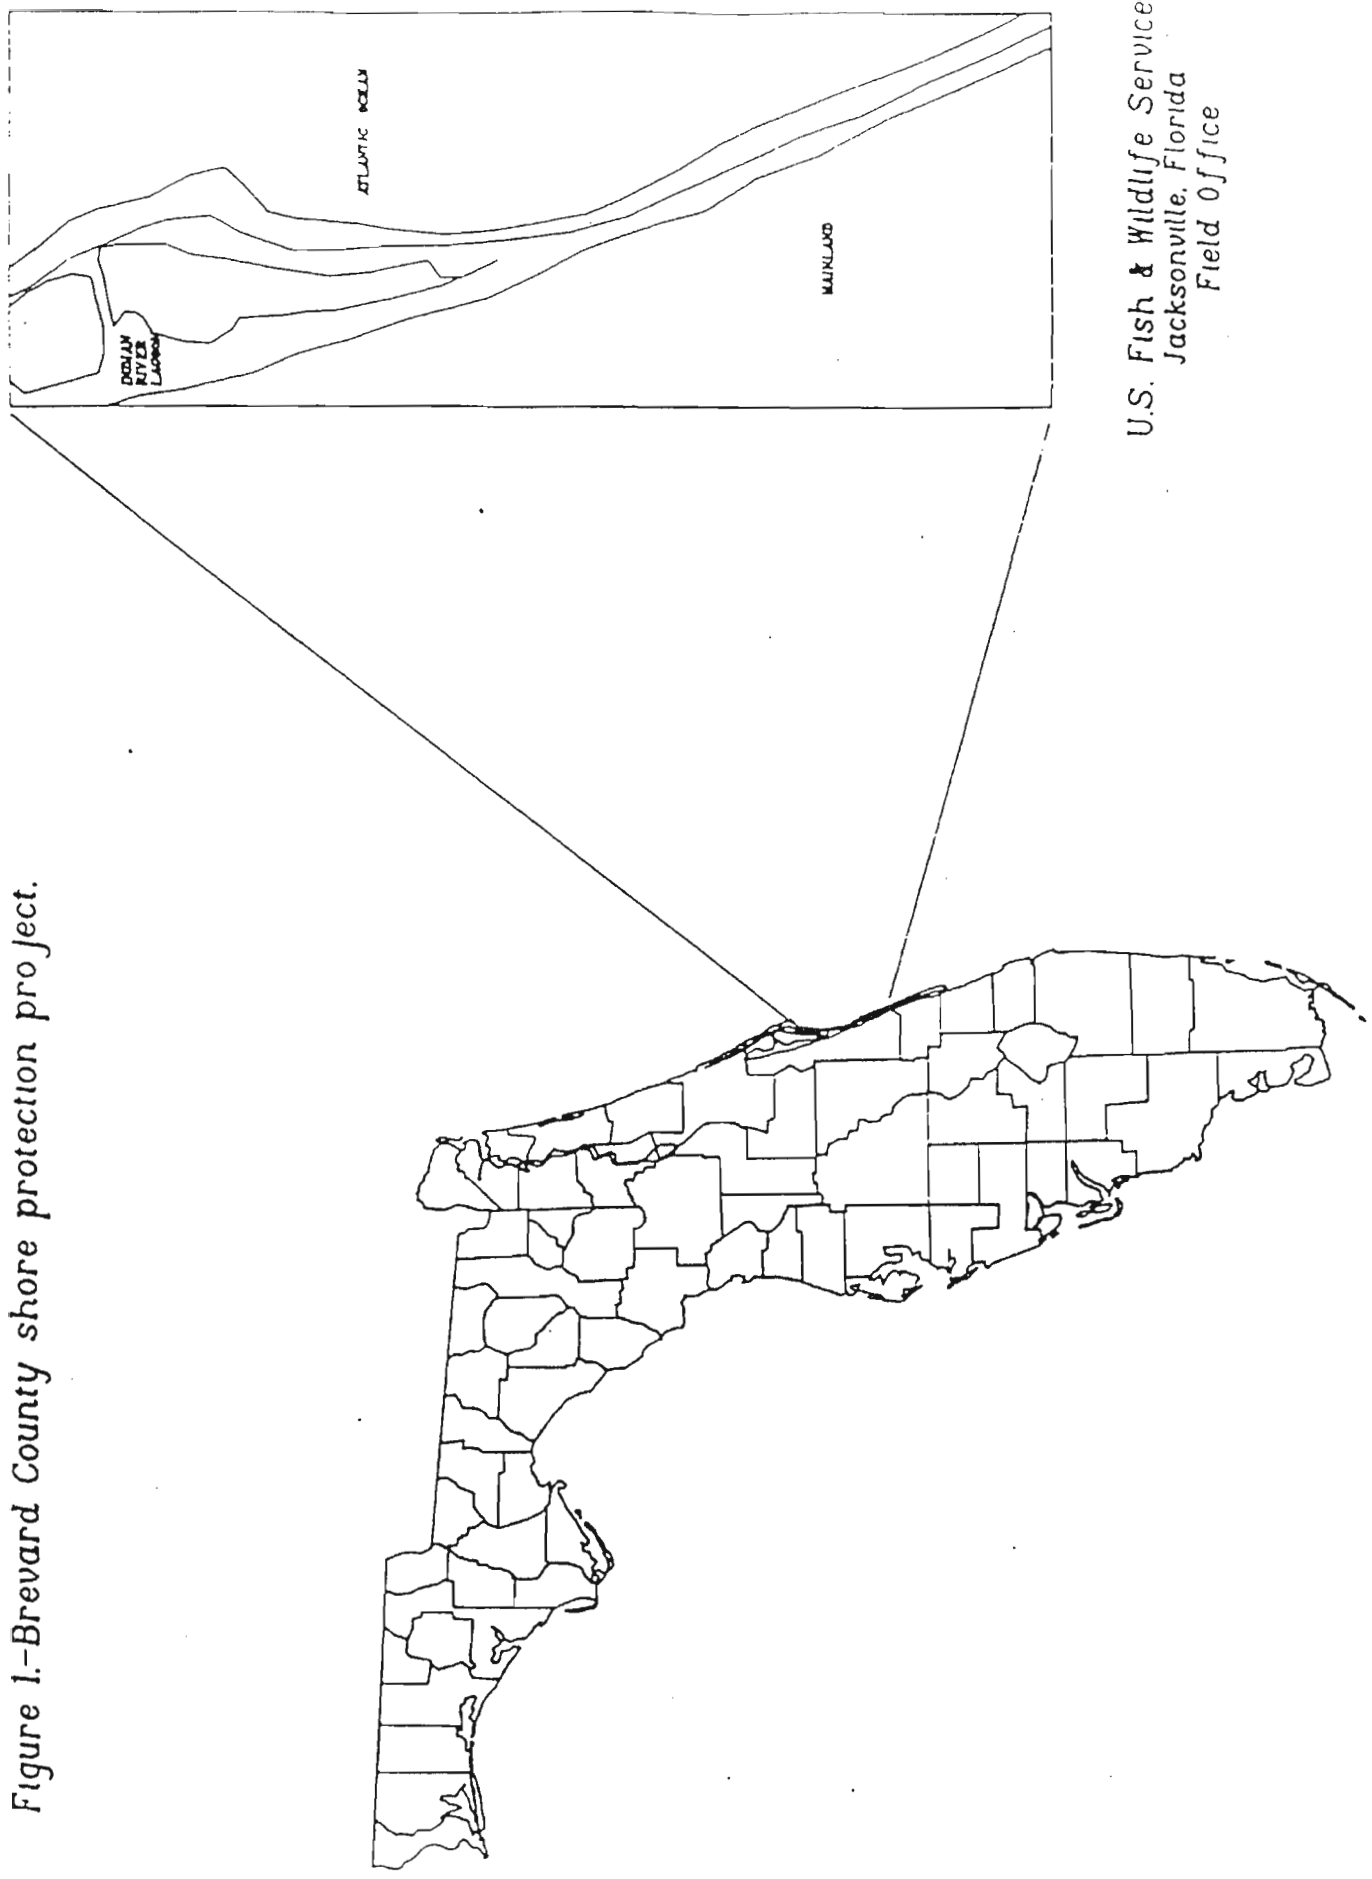 Figure 1.-Brevard County shore protection project.
ATLANTIC OCEAN
INDIAN
RIVER
LAGOON
MAINLAND
U.S. Fish & Wildlife Service
Jacksonville, Florida
Field Office